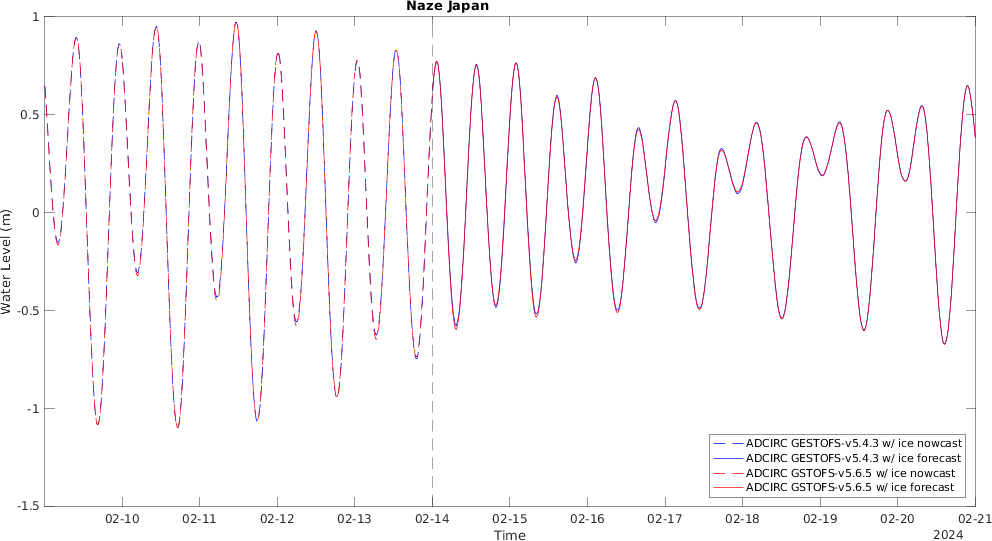 Naze Japan
1
0.5
0
-0.5
-1
-1.5
Water Level (m)
02-10 02-11 02-12 02-13 02-14 02-15 02-16 02-17 02-18 02-19 02-20 02-21
Time
2024
ADCIRC GESTOFS-v5.4.3 w/ ice nowcast
ADCIRC GESTOFS-v5.4.3 w/ ice forecast
ADCIRC GSTOFS-v5.6.5 w/ ice nowcast
ADCIRC GSTOFS-v5.6.5 w/ ice forecast